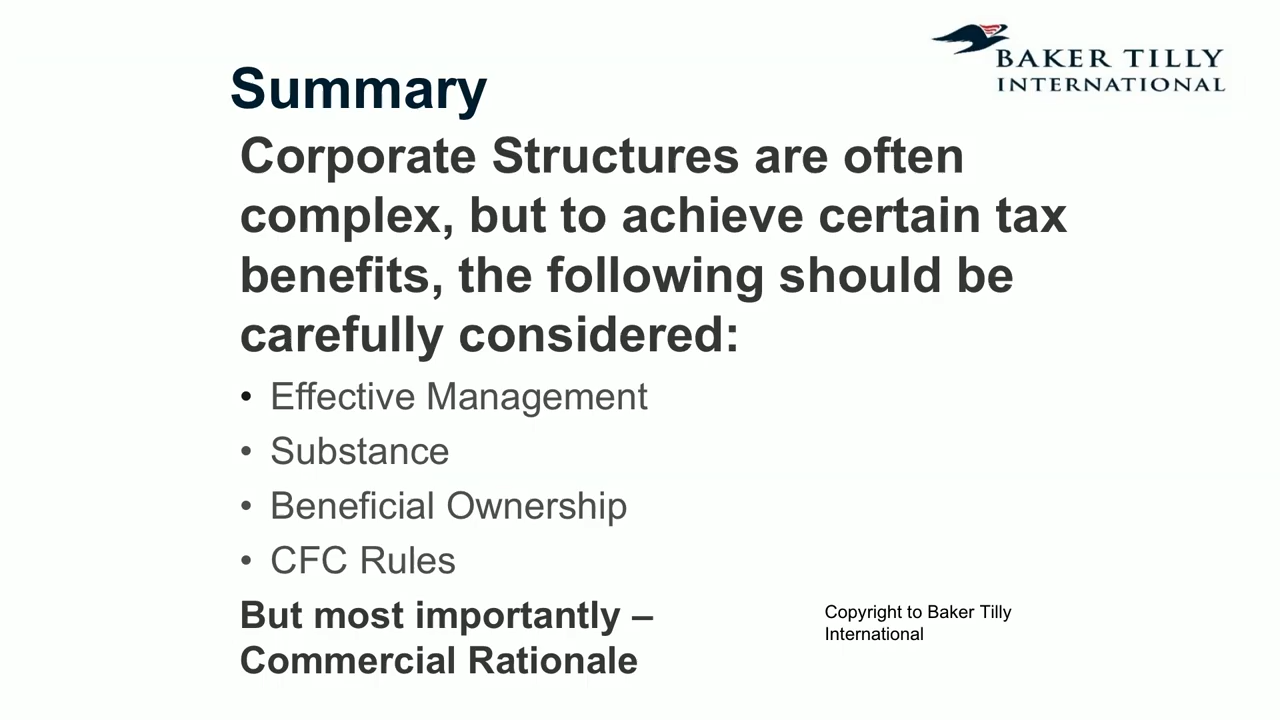 BAKER TILLY
INTERNATIONAL
Summary
Corporate Structures are often
complex, but to achieve certain tax
benefits, the following should be
carefully considered:
• Effective Management
• Substance
• Beneficial Ownership
• CFC Rules
But most importantly –
Commercial Rationale
Copyright to Baker Tilly
International